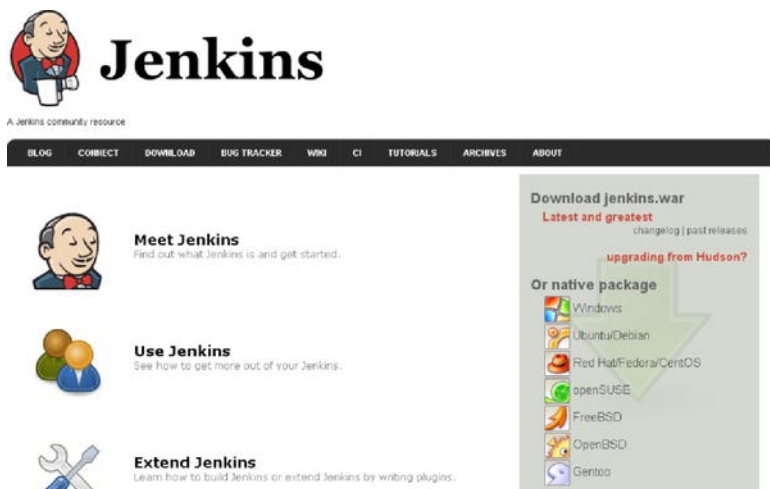 Jenkins
A Jenkins community resource
BLOG CONNECT DOWNLOAD BUG TRACKER WIKI CI TUTORIALS ARCHIVES ABOUT
Meet Jenkins
Find out what Jenkins is and get started.
Use Jenkins
See how to get more out of your Jenkins.
Extend Jenkins
Learn how to build Jenkins or extend Jenkins by writing plugins.
Download jenkins.war
Latest and greatest
changelog | past releases
upgrading from Hudson?
Or native package
Windows
Ubuntu/Debian
Red Hat/Fedora/CentOS
openSUSE
FreeBSD
OpenBSD
Gentoo